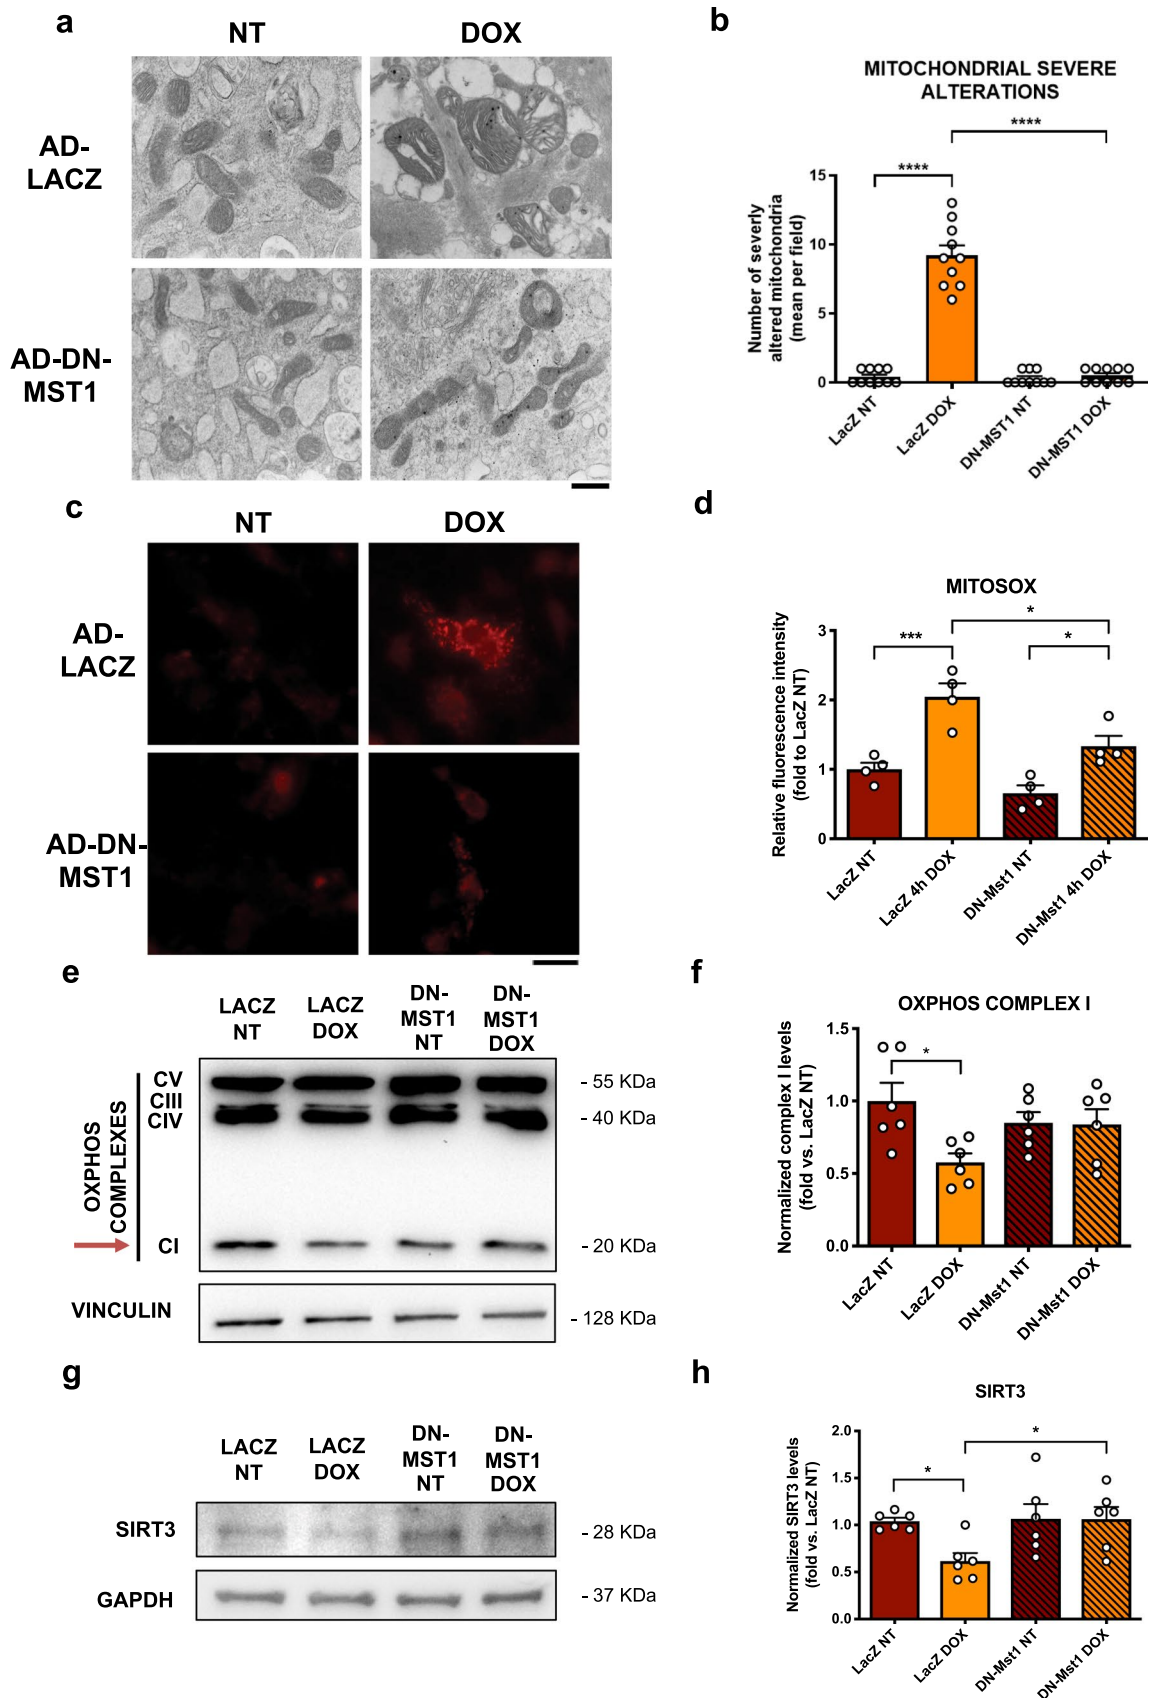 a
NT
DOX
AD-
LACZ
AD-DN-
MST1
b
MITOCHONDRIAL SEVERE
ALTERATIONS
****
****
Number of severly
altered mitochondria
(mean per field)
15
10
5
0
LacZ NT
LacZ DOX
DN-MST1 NT
DN-MST1 DOX
c
NT
DOX
AD-
LACZ
AD-DN-
MST1
d
MITOSOX
*
***
*
Relative fluorescence intensity
(fold to LacZ NT)
3
2
1
0
LacZ NT
LacZ 4h DOX
DN-Mst1 NT
DN-Mst1 4h DOX
e
LACZ
NT
LACZ
DOX
DN-
MST1
NT
DN-
MST1
DOX
OXPHOS
COMPLEXES
CV
CIII
CIV
CI
- 55 KDa
- 40 KDa
- 20 KDa
VINCULIN
- 128 KDa
f
OXPHOS COMPLEX I
*
Normalized complex I levels
(fold vs. LacZ NT)
1.5
1.0
0.5
0.0
LacZ NT
LacZ DOX
DN-Mst1 NT
DN-Mst1 DOX
g
LACZ
NT
LACZ
DOX
DN-
MST1
NT
DN-
MST1
DOX
SIRT3
- 28 KDa
GAPDH
- 37 KDa
h
SIRT3
*
*
Normalized SIRT3 levels
(fold vs. LacZ NT)
2.0
1.5
1.0
0.5
0.0
LacZ NT
LacZ DOX
DN-Mst1 NT
DN-Mst1 DOX